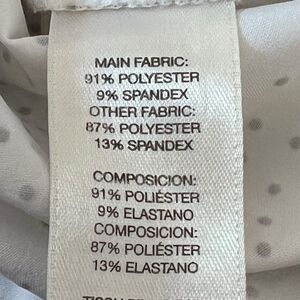 MAIN FABRIC:
91% POLYESTER
9% SPANDEX
OTHER FABRIC:
87% POLYESTER
13% SPANDEX
COMPOSICION:
91% POLIÉSTER
9% ELASTANO
COMPOSICION:
87% POLIÉSTER
13% ELASTANO